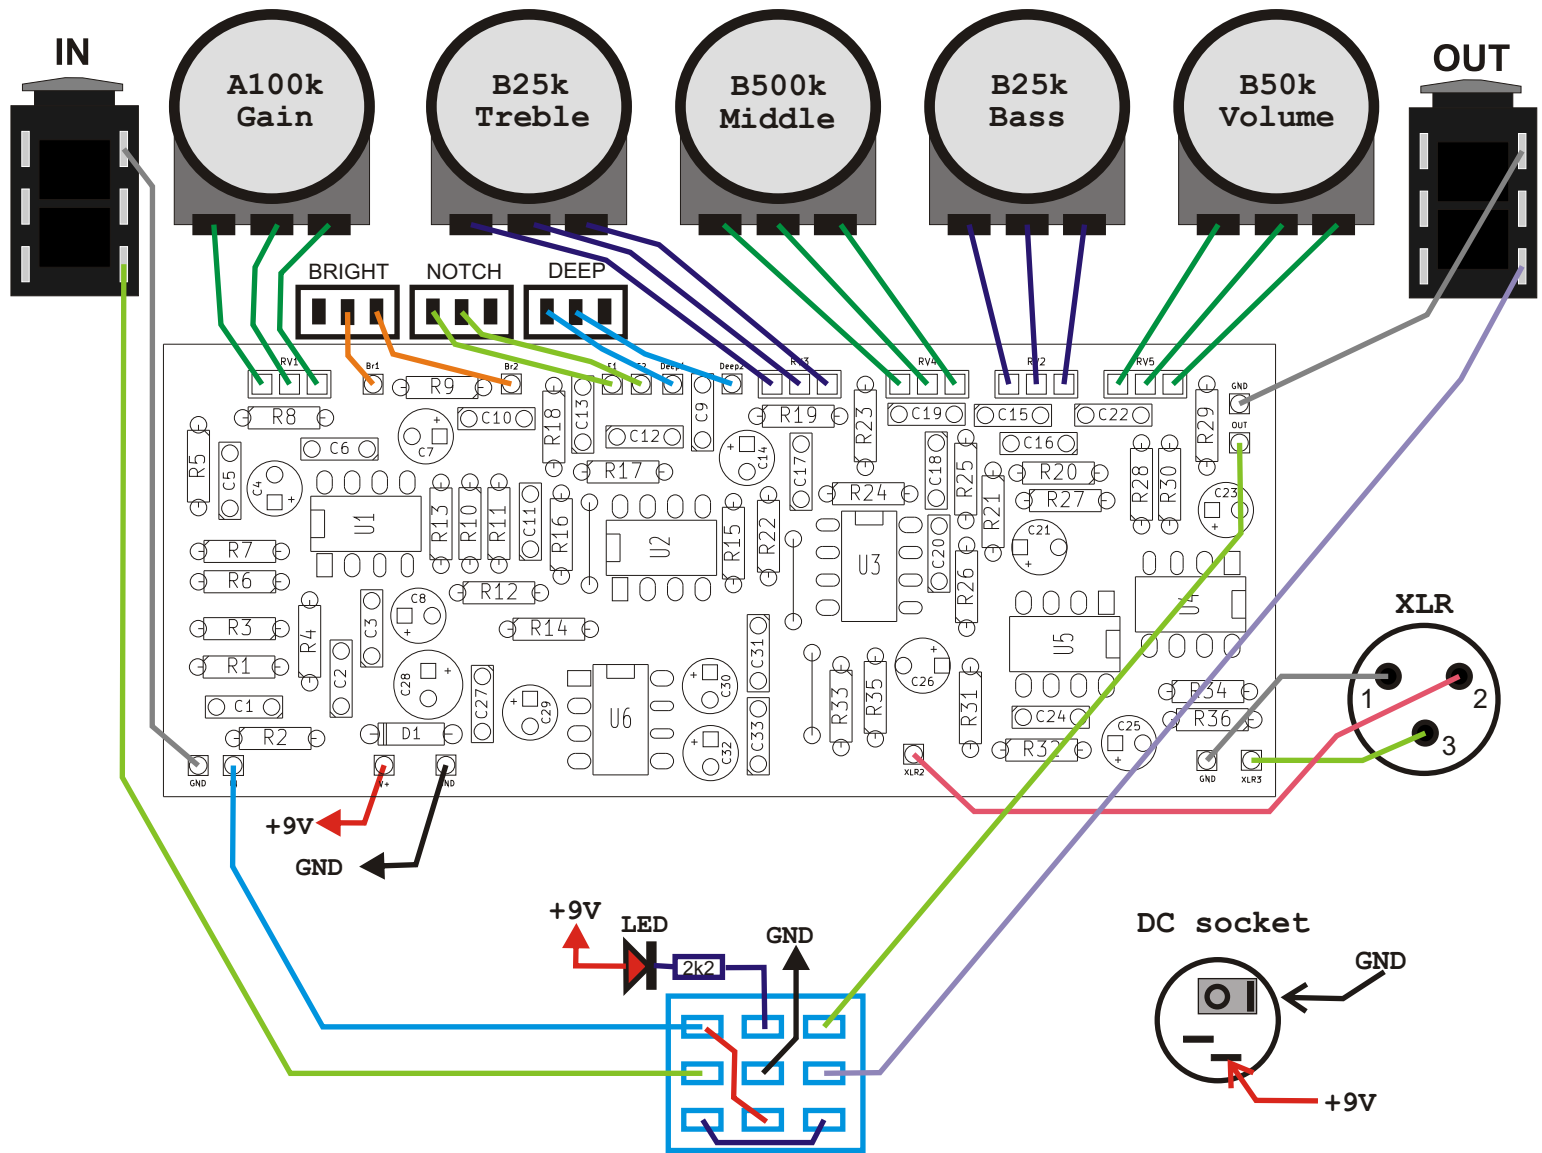 IN
A100k
Gain
B25k
Treble
B500k
Middle
B25k
Bass
B50k
Volume
OUT
BRIGHT
NOTCH
DEEP
RV1
Br1
Br2
Deep1
Deep2
RV3
RV4
RV2
RV5
GND
OUT
R9
R8
C10
C7
C6
R5
C5
C4
R18
C13
C12
C9
R19
C14
R17
C17
R23
C19
C15
C22
C16
R29
C18
R25
R20
R27
R28
R30
C23
R24
R21
U1
R13
R10
R11
C11
R16
U2
R15
R22
U3
C20
R26
C21
R7
R6
R3
R1
R4
C3
C8
R12
R14
C2
C1
R2
C28
D1
C27
C29
U6
C30
C31
C32
C33
R33
R35
C26
R31
U5
C24
R32
C25
R34
R36
GND
V+
XLR2
GND
XLR3
XLR
1
2
3
+9V
GND
+9V
LED
2k2
GND
DC socket
GND
+9V